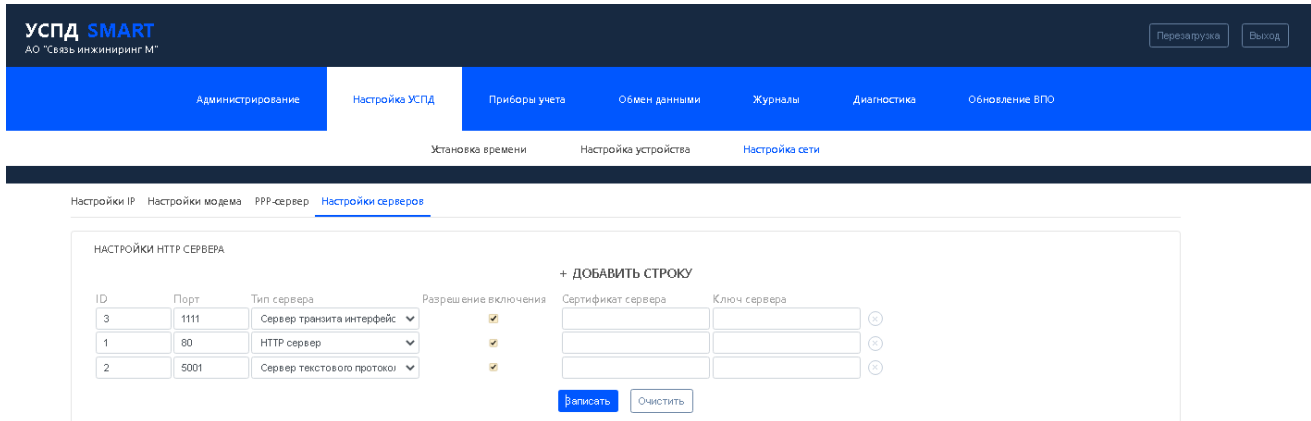 УСПД SMART
АО "Связь инжиниринг М"
Перезагрузка Выход
Администрирование Настройка УСПД Приборы учета Обмен данными Журналы Диагностика Обновление ВПО
Установка времени Настройка устройства Настройка сети
Настройки IP Настройки модема PPP-сервер Настройки серверов
НАСТРОЙКИ HTTP СЕРВЕРА
+ ДОБАВИТЬ СТРОКУ
ID Порт Тип сервера Разрешение включения Сертификат сервера Ключ сервера
3 1111 Сервер транзита интерфейс
1 80 HTTP сервер
2 5001 Сервер текстового протокол
Записать Очистить